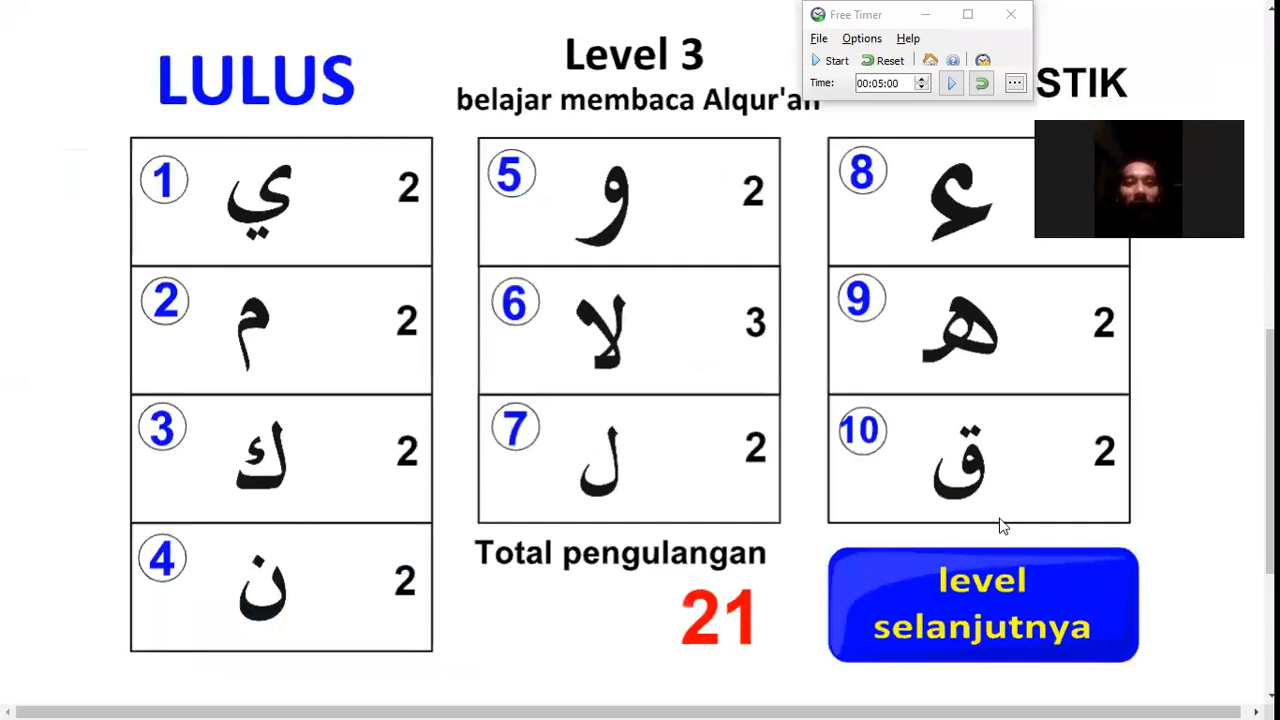 Free Timer
File Options Help
Start Reset
Time: 00:05:00
LULUS
Level 3
belajar membaca Alqur'an
STIK
1 ي 2
2 م 2
3 ك 2
4 ن 2
5 و 2
6 لا 3
7 ل 2
8 ء
9 ه 2
10 ق 2
Total pengulangan
21
level
selanjutnya